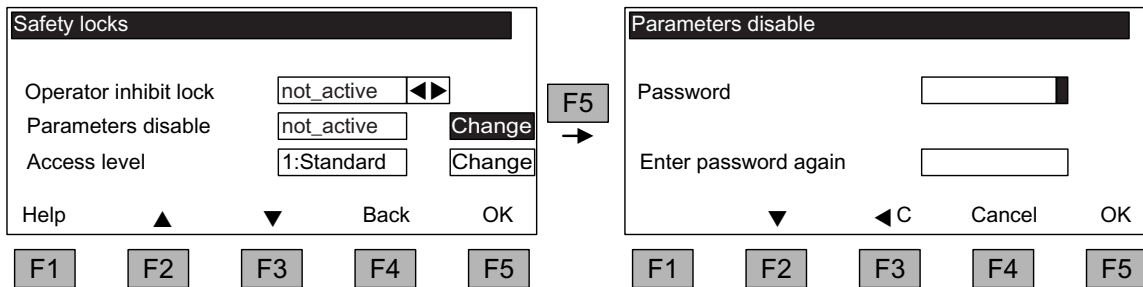 Safety locks
Operator inhibit lock not_active ◀▶
Parameters disable not_active Change
Access level 1:Standard Change
Help ▲ ▼ Back OK
F1 F2 F3 F4 F5
F5
→
Parameters disable
Password
Enter password again
▼ ◀ C Cancel OK
F1 F2 F3 F4 F5